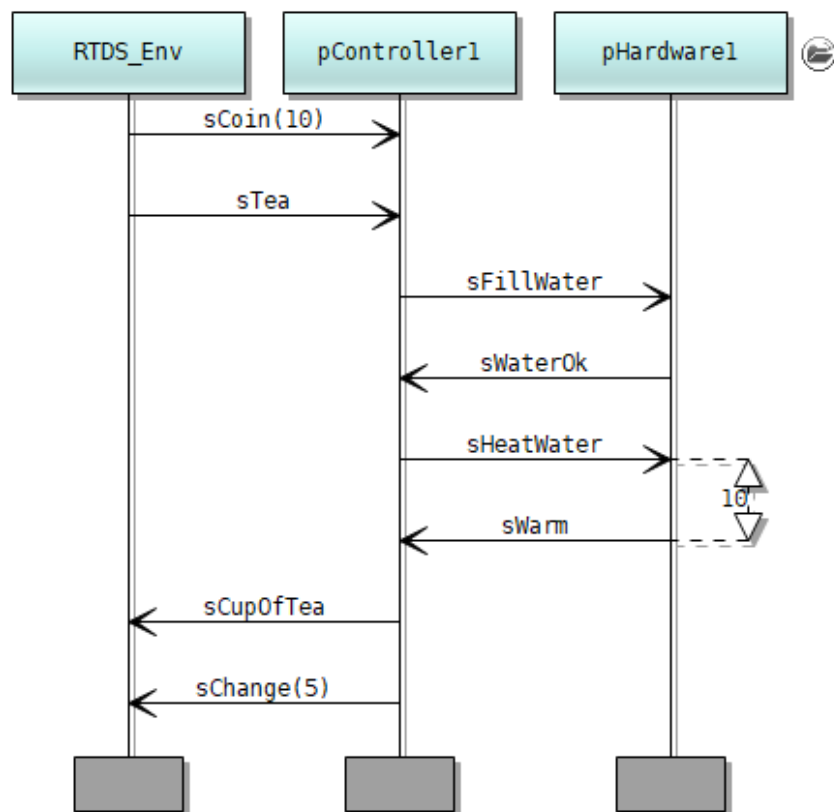 RTDS_Env
pController1
pHardware1
sCoin(10)
sTea
sFillWater
sWaterOk
sHeatWater
10
sWarm
sCupOfTea
sChange(5)